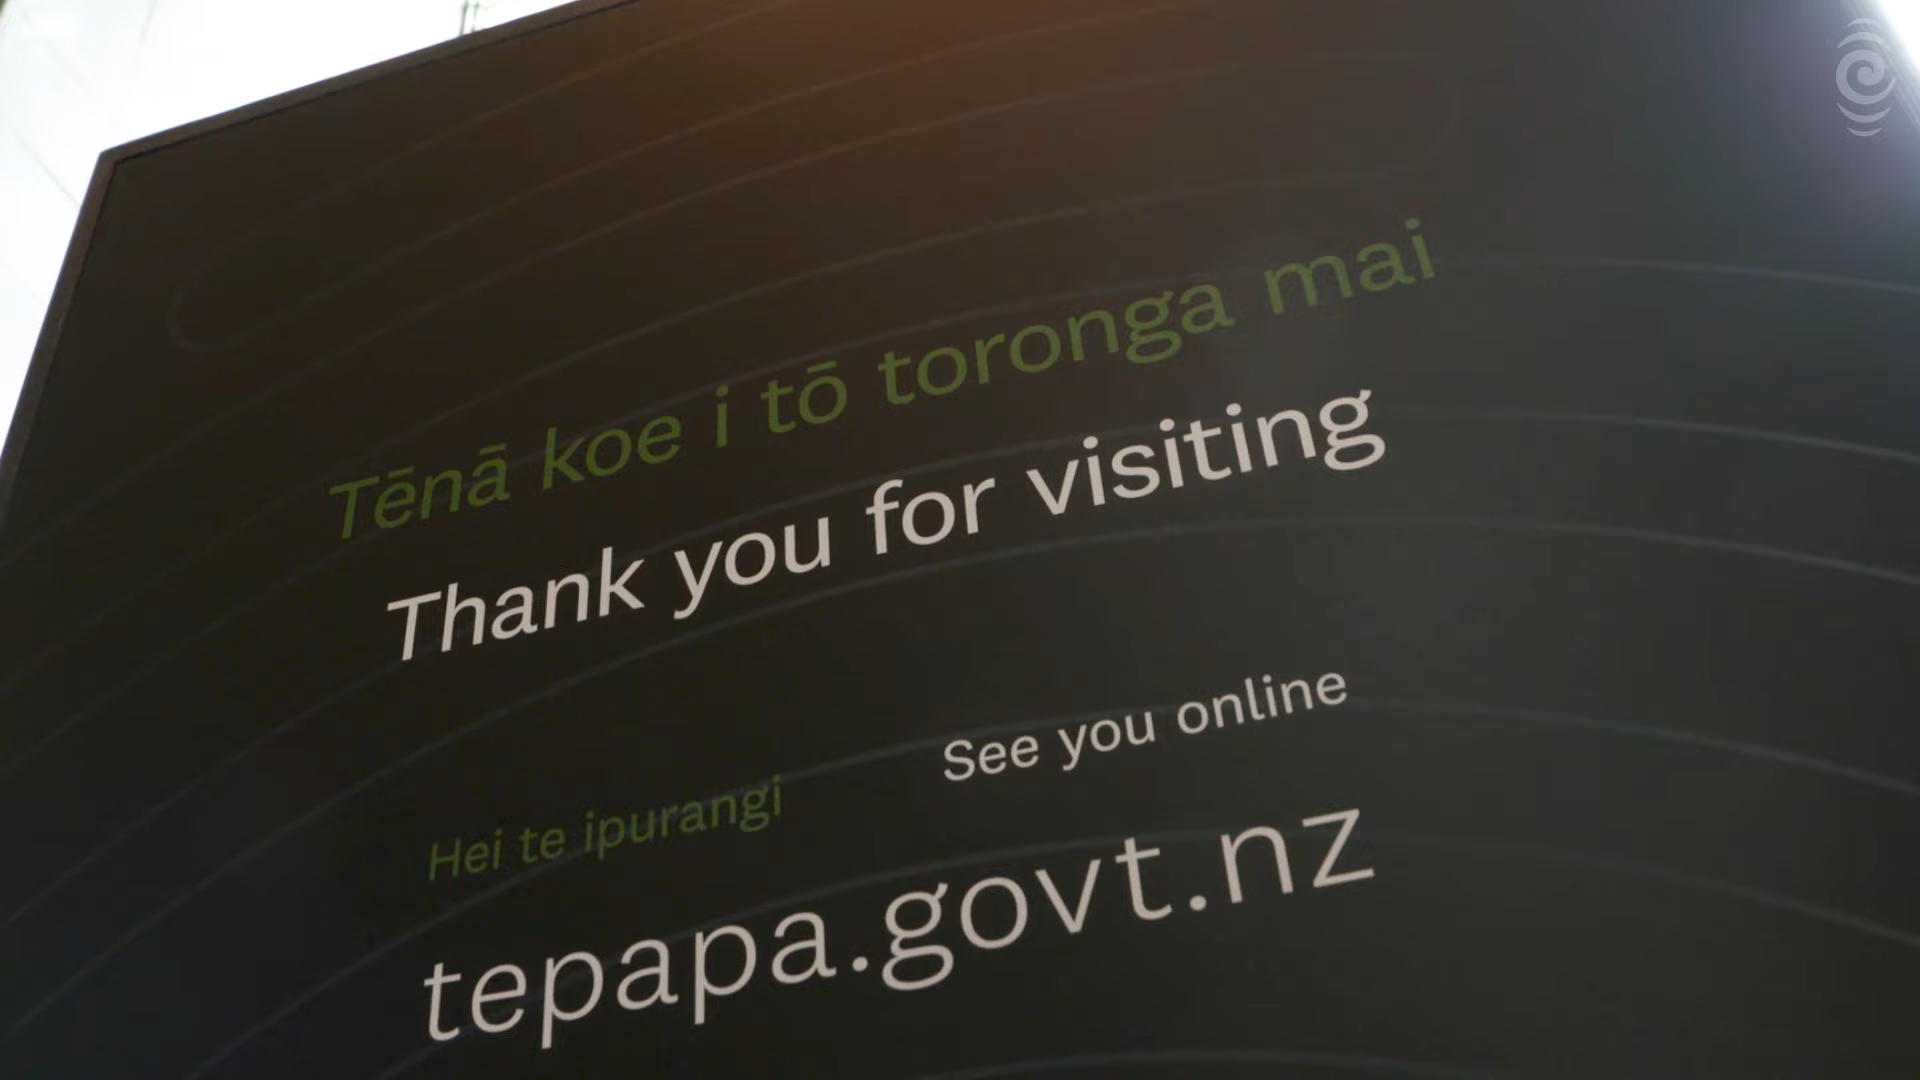 Tēnā koe i tō toronga mai
Thank you for visiting
Hei te ipurangi
See you online
tepapa.govt.nz